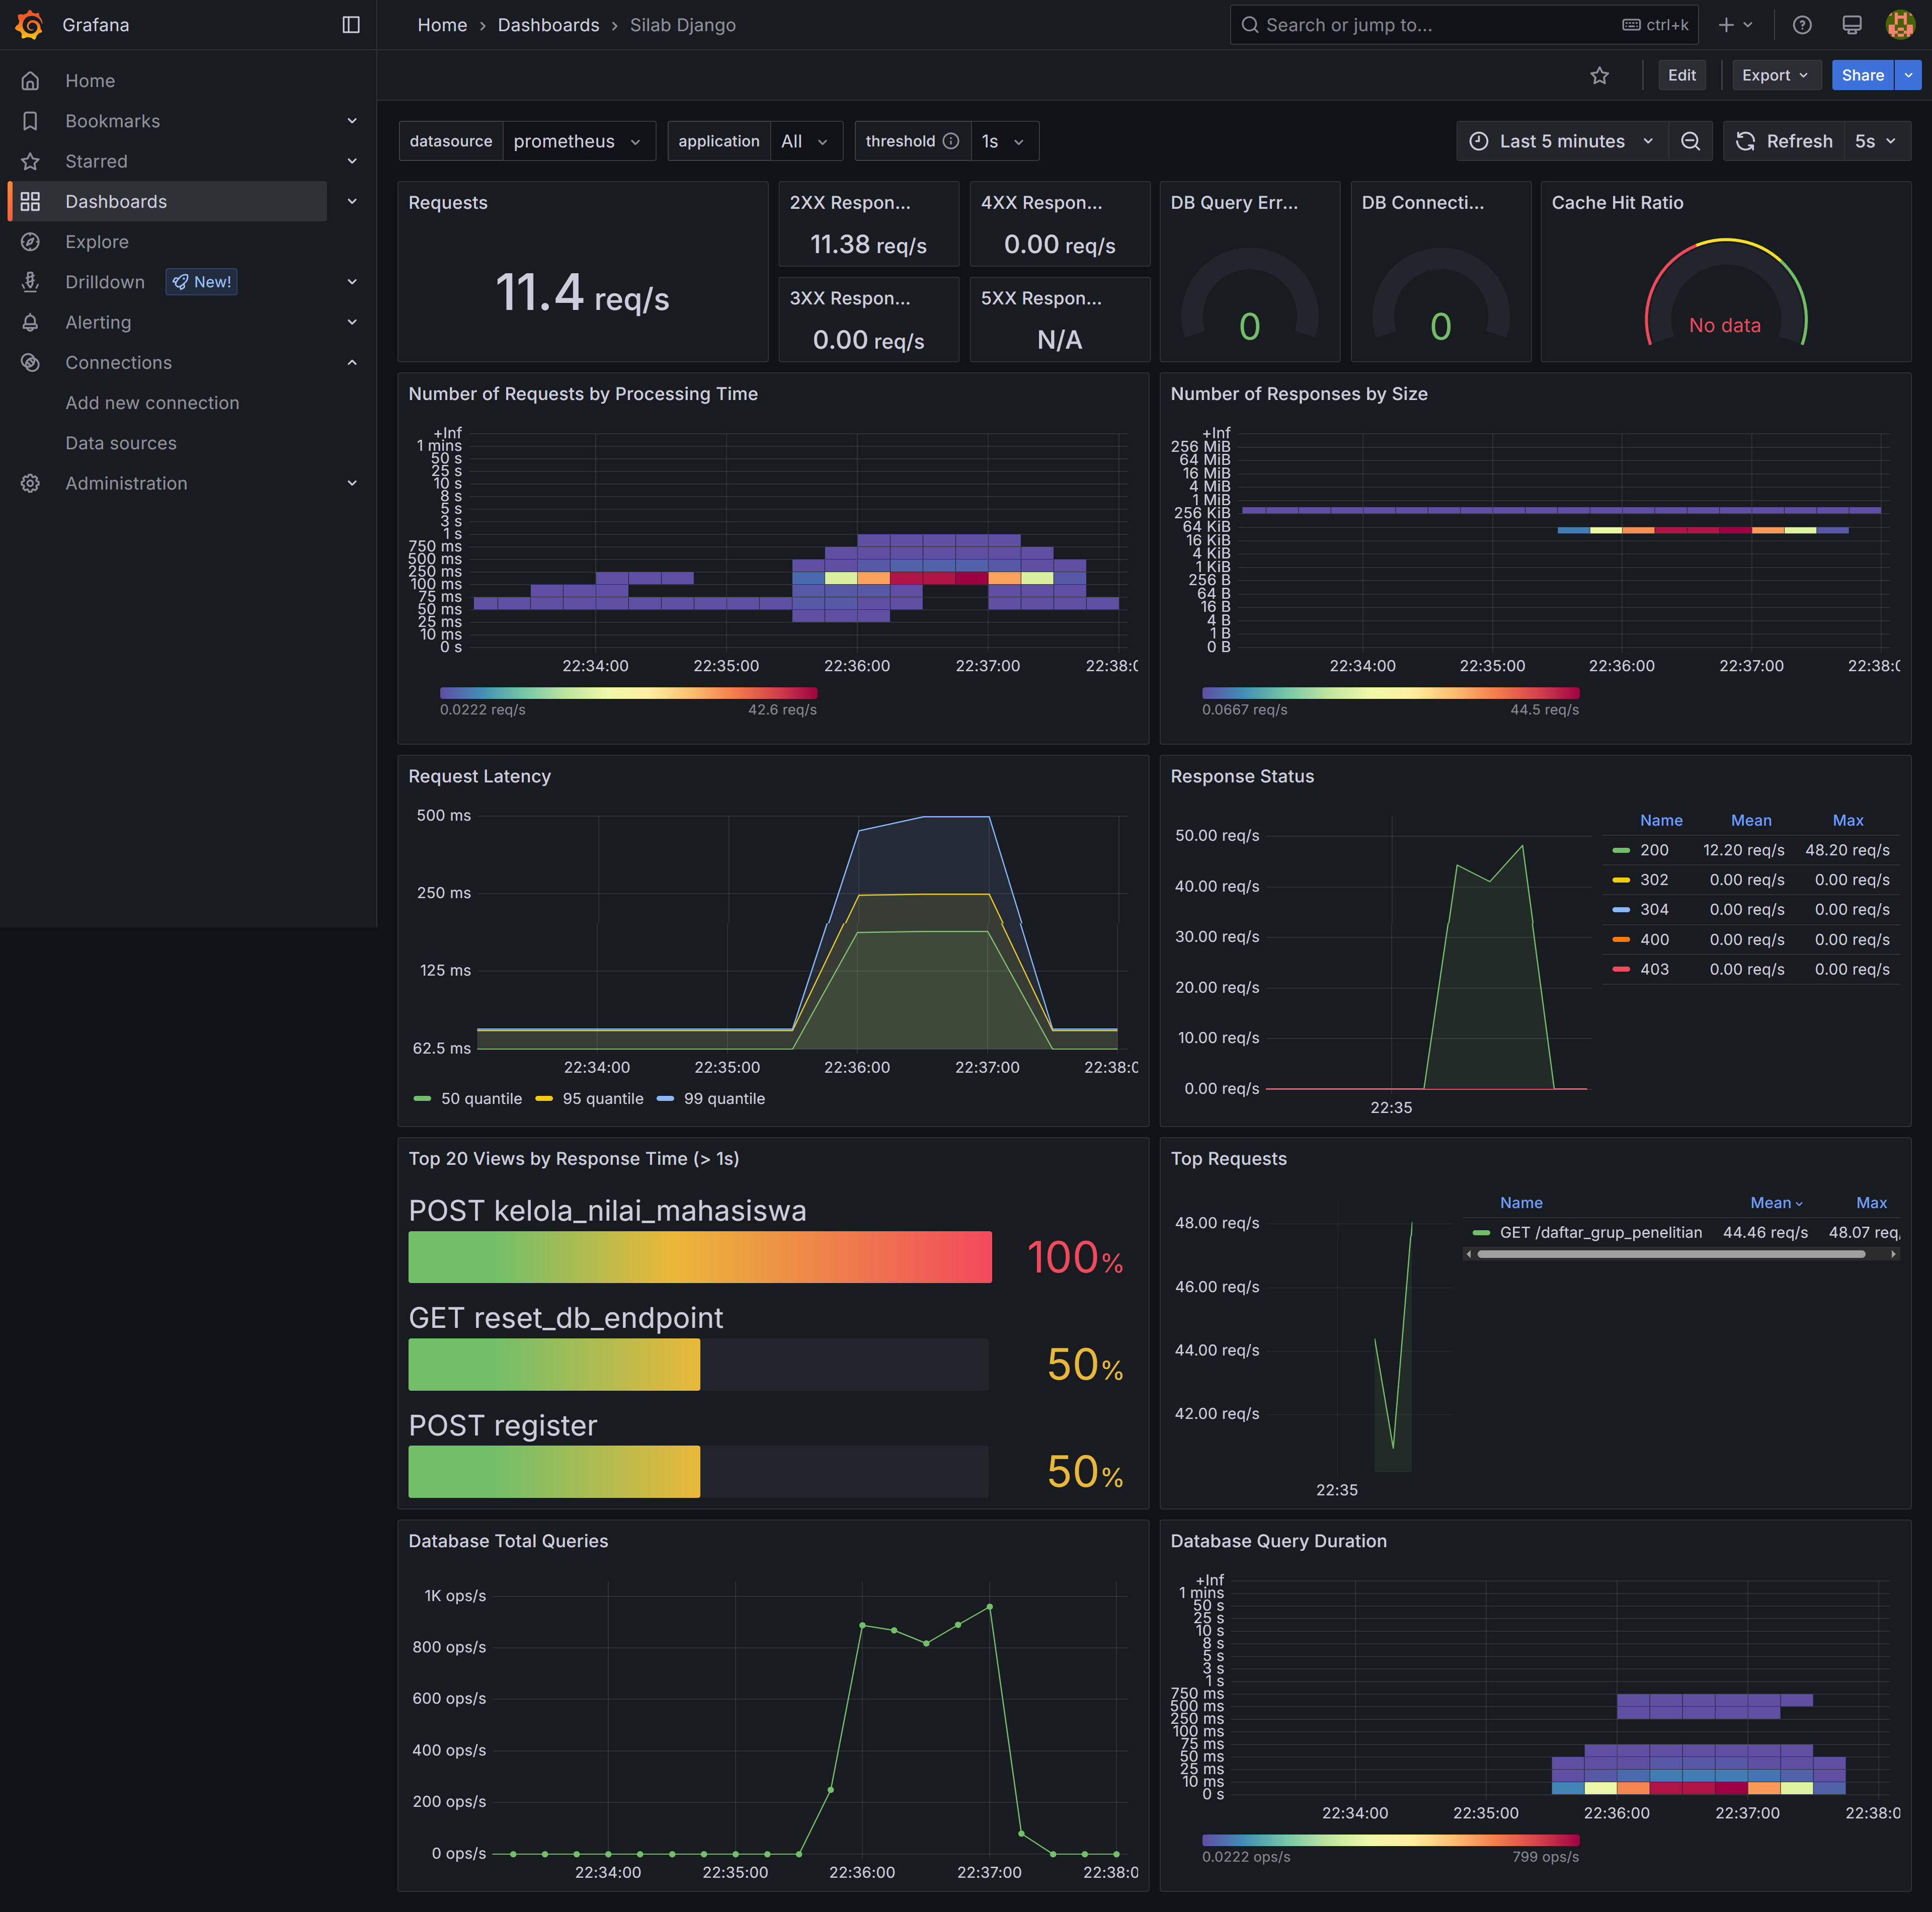 Grafana
Home › Dashboards › Silab Django
Search or jump to...
ctrl+k
Edit
Export
Share
Home
Bookmarks
Starred
Dashboards
Explore
Drilldown
New!
Alerting
Connections
Add new connection
Data sources
Administration
datasource
prometheus
application
All
threshold
1s
Last 5 minutes
Refresh
5s
Requests
11.4 req/s
2XX Respon...
11.38 req/s
4XX Respon...
0.00 req/s
3XX Respon...
0.00 req/s
5XX Respon...
N/A
DB Query Err...
0
DB Connecti...
0
Cache Hit Ratio
No data
Number of Requests by Processing Time
+Inf
1 mins
50 s
25 s
10 s
8 s
5 s
3 s
1 s
750 ms
500 ms
250 ms
100 ms
75 ms
50 ms
25 ms
10 ms
0 s
22:34:00
22:35:00
22:36:00
22:37:00
22:38:0
0.0222 req/s
42.6 req/s
Number of Responses by Size
+Inf
256 MiB
64 MiB
16 MiB
4 MiB
1 MiB
256 KiB
64 KiB
16 KiB
4 KiB
1 KiB
256 B
64 B
16 B
4 B
1 B
0 B
22:34:00
22:35:00
22:36:00
22:37:00
22:38:0
0.0667 req/s
44.5 req/s
Request Latency
500 ms
250 ms
125 ms
62.5 ms
22:34:00
22:35:00
22:36:00
22:37:00
22:38:0
50 quantile
95 quantile
99 quantile
Response Status
50.00 req/s
40.00 req/s
30.00 req/s
20.00 req/s
10.00 req/s
0.00 req/s
22:35
Name Mean Max
200 12.20 req/s 48.20 req/s
302 0.00 req/s 0.00 req/s
304 0.00 req/s 0.00 req/s
400 0.00 req/s 0.00 req/s
403 0.00 req/s 0.00 req/s
Top 20 Views by Response Time (> 1s)
POST kelola_nilai_mahasiswa
100%
GET reset_db_endpoint
50%
POST register
50%
Top Requests
48.00 req/s
46.00 req/s
44.00 req/s
42.00 req/s
22:35
Name Mean Max
GET /daftar_grup_penelitian 44.46 req/s 48.07 req
Database Total Queries
1K ops/s
800 ops/s
600 ops/s
400 ops/s
200 ops/s
0 ops/s
22:34:00
22:35:00
22:36:00
22:37:00
22:38:0
Database Query Duration
+Inf
1 mins
50 s
25 s
10 s
8 s
5 s
3 s
1 s
750 ms
500 ms
250 ms
100 ms
75 ms
50 ms
25 ms
10 ms
0 s
22:34:00
22:35:00
22:36:00
22:37:00
22:38:0
0.0222 ops/s
799 ops/s